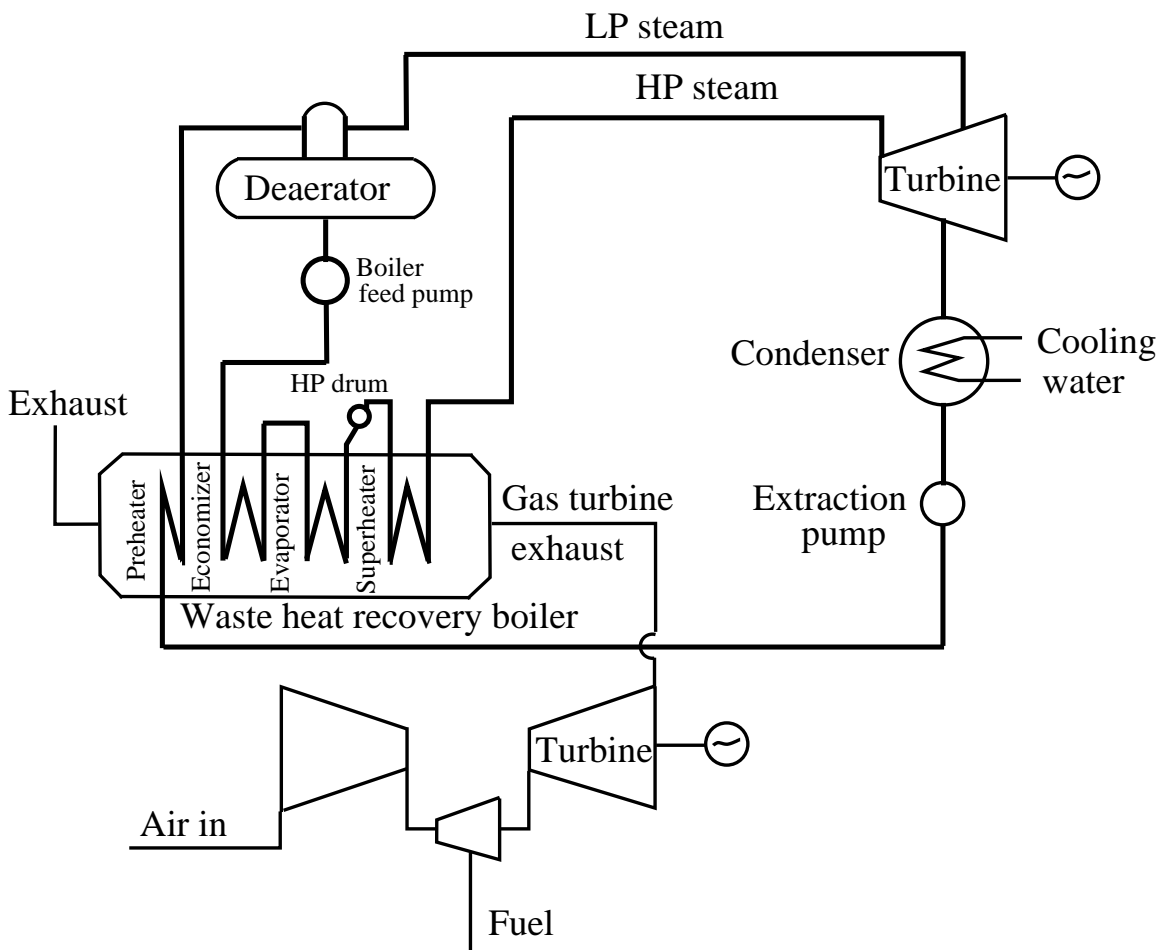 LP steam
HP steam
Deaerator
Turbine
Boiler
feed pump
Condenser
Cooling
water
HP drum
Exhaust
Preheater
Economizer
Evaporator
Superheater
Gas turbine
exhaust
Extraction
pump
Waste heat recovery boiler
Turbine
Air in
Fuel